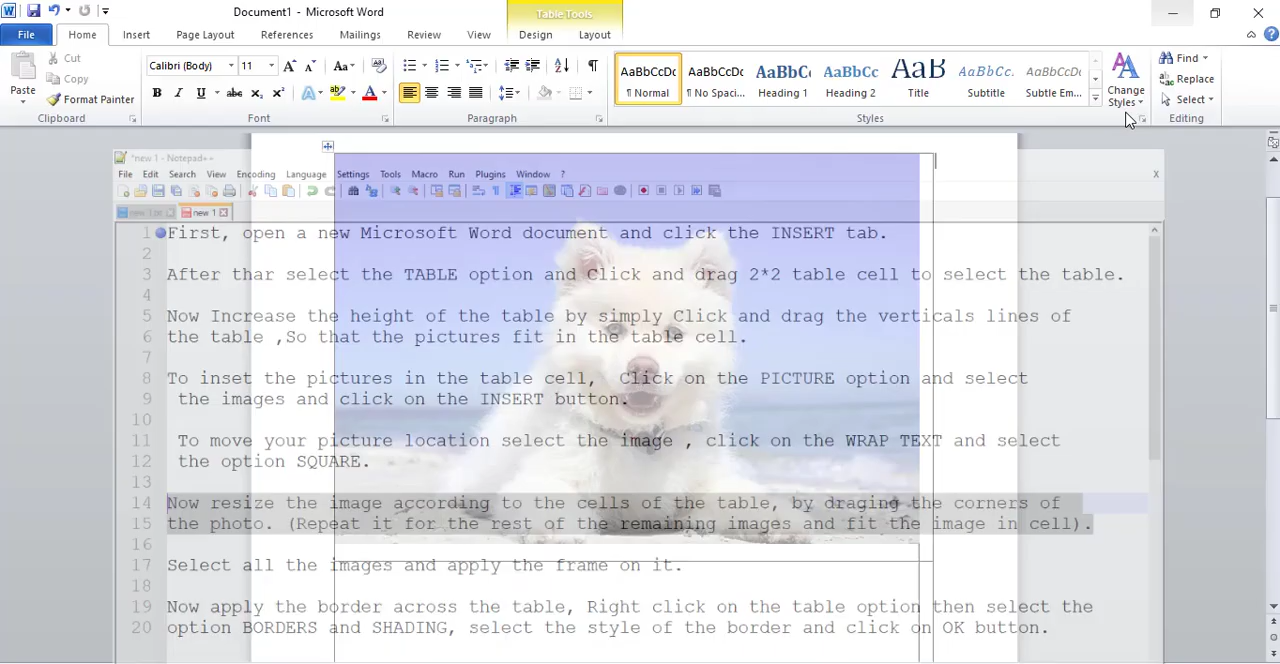 Document1 - Microsoft Word
Table Tools
File Home Insert Page Layout References Mailings Review View Design Layout
Paste
Cut
Copy
Format Painter
Clipboard
Calibri (Body) 11
Font
Paragraph
AaBbCcDc AaBbCcDc AaBbCc AaBbCc AaB AaBbCc. AaBbCcDc
¶ Normal ¶ No Spaci... Heading 1 Heading 2 Title Subtitle Subtle Em...
Styles
Change Styles
Find
Replace
Select
Editing
*new 1 - Notepad++
File Edit Search View Encoding Language Settings Tools Macro Run Plugins Window ?
new 1
1 First, open a new Microsoft Word document and click the INSERT tab.
2
3 After thar select the TABLE option and Click and drag 2*2 table cell to select the table.
4
5 Now Increase the height of the table by simply Click and drag the verticals lines of
6 the table ,So that the pictures fit in the table cell.
7
8 To inset the pictures in the table cell, Click on the PICTURE option and select
9 the images and click on the INSERT button.
10
11 To move your picture location select the image , click on the WRAP TEXT and select
12 the option SQUARE.
13
14 Now resize the image according to the cells of the table, by draging the corners of
15 the photo. (Repeat it for the rest of the remaining images and fit the image in cell).
16
17 Select all the images and apply the frame on it.
18
19 Now apply the border across the table, Right click on the table option then select the
20 option BORDERS and SHADING, select the style of the border and click on OK button.